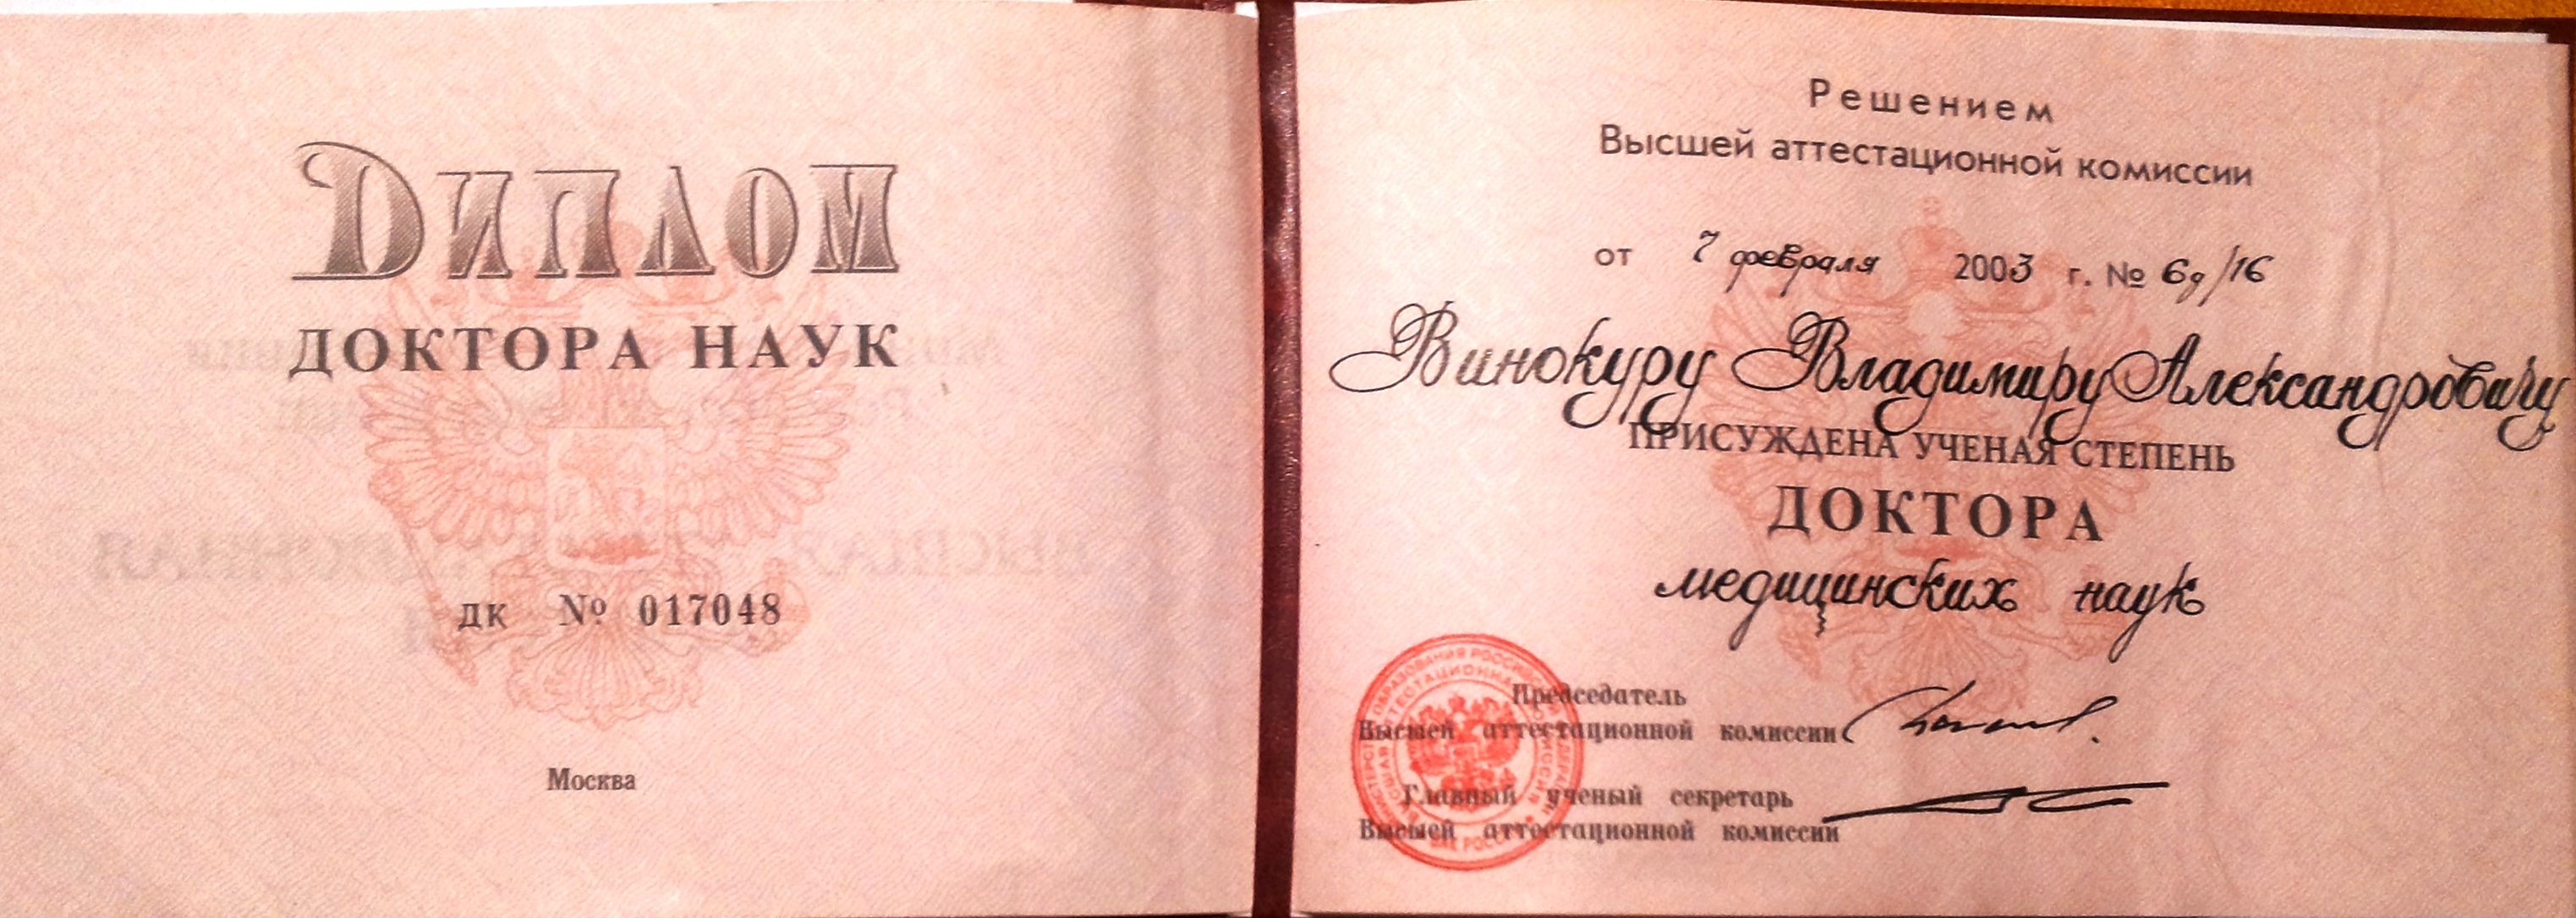 Диплом
ДОКТОРА НАУК
ДК № 017048
Москва
Решением
Высшей аттестационной комиссии
от 7 февраля 2003 г. № 6д/16
Винокуру Владимиру Александровичу
ПРИСУЖДЕНА УЧЕНАЯ СТЕПЕНЬ
ДОКТОРА
медицинских наук
Председатель
Высшей аттестационной комиссии
Главный ученый секретарь
Высшей аттестационной комиссии